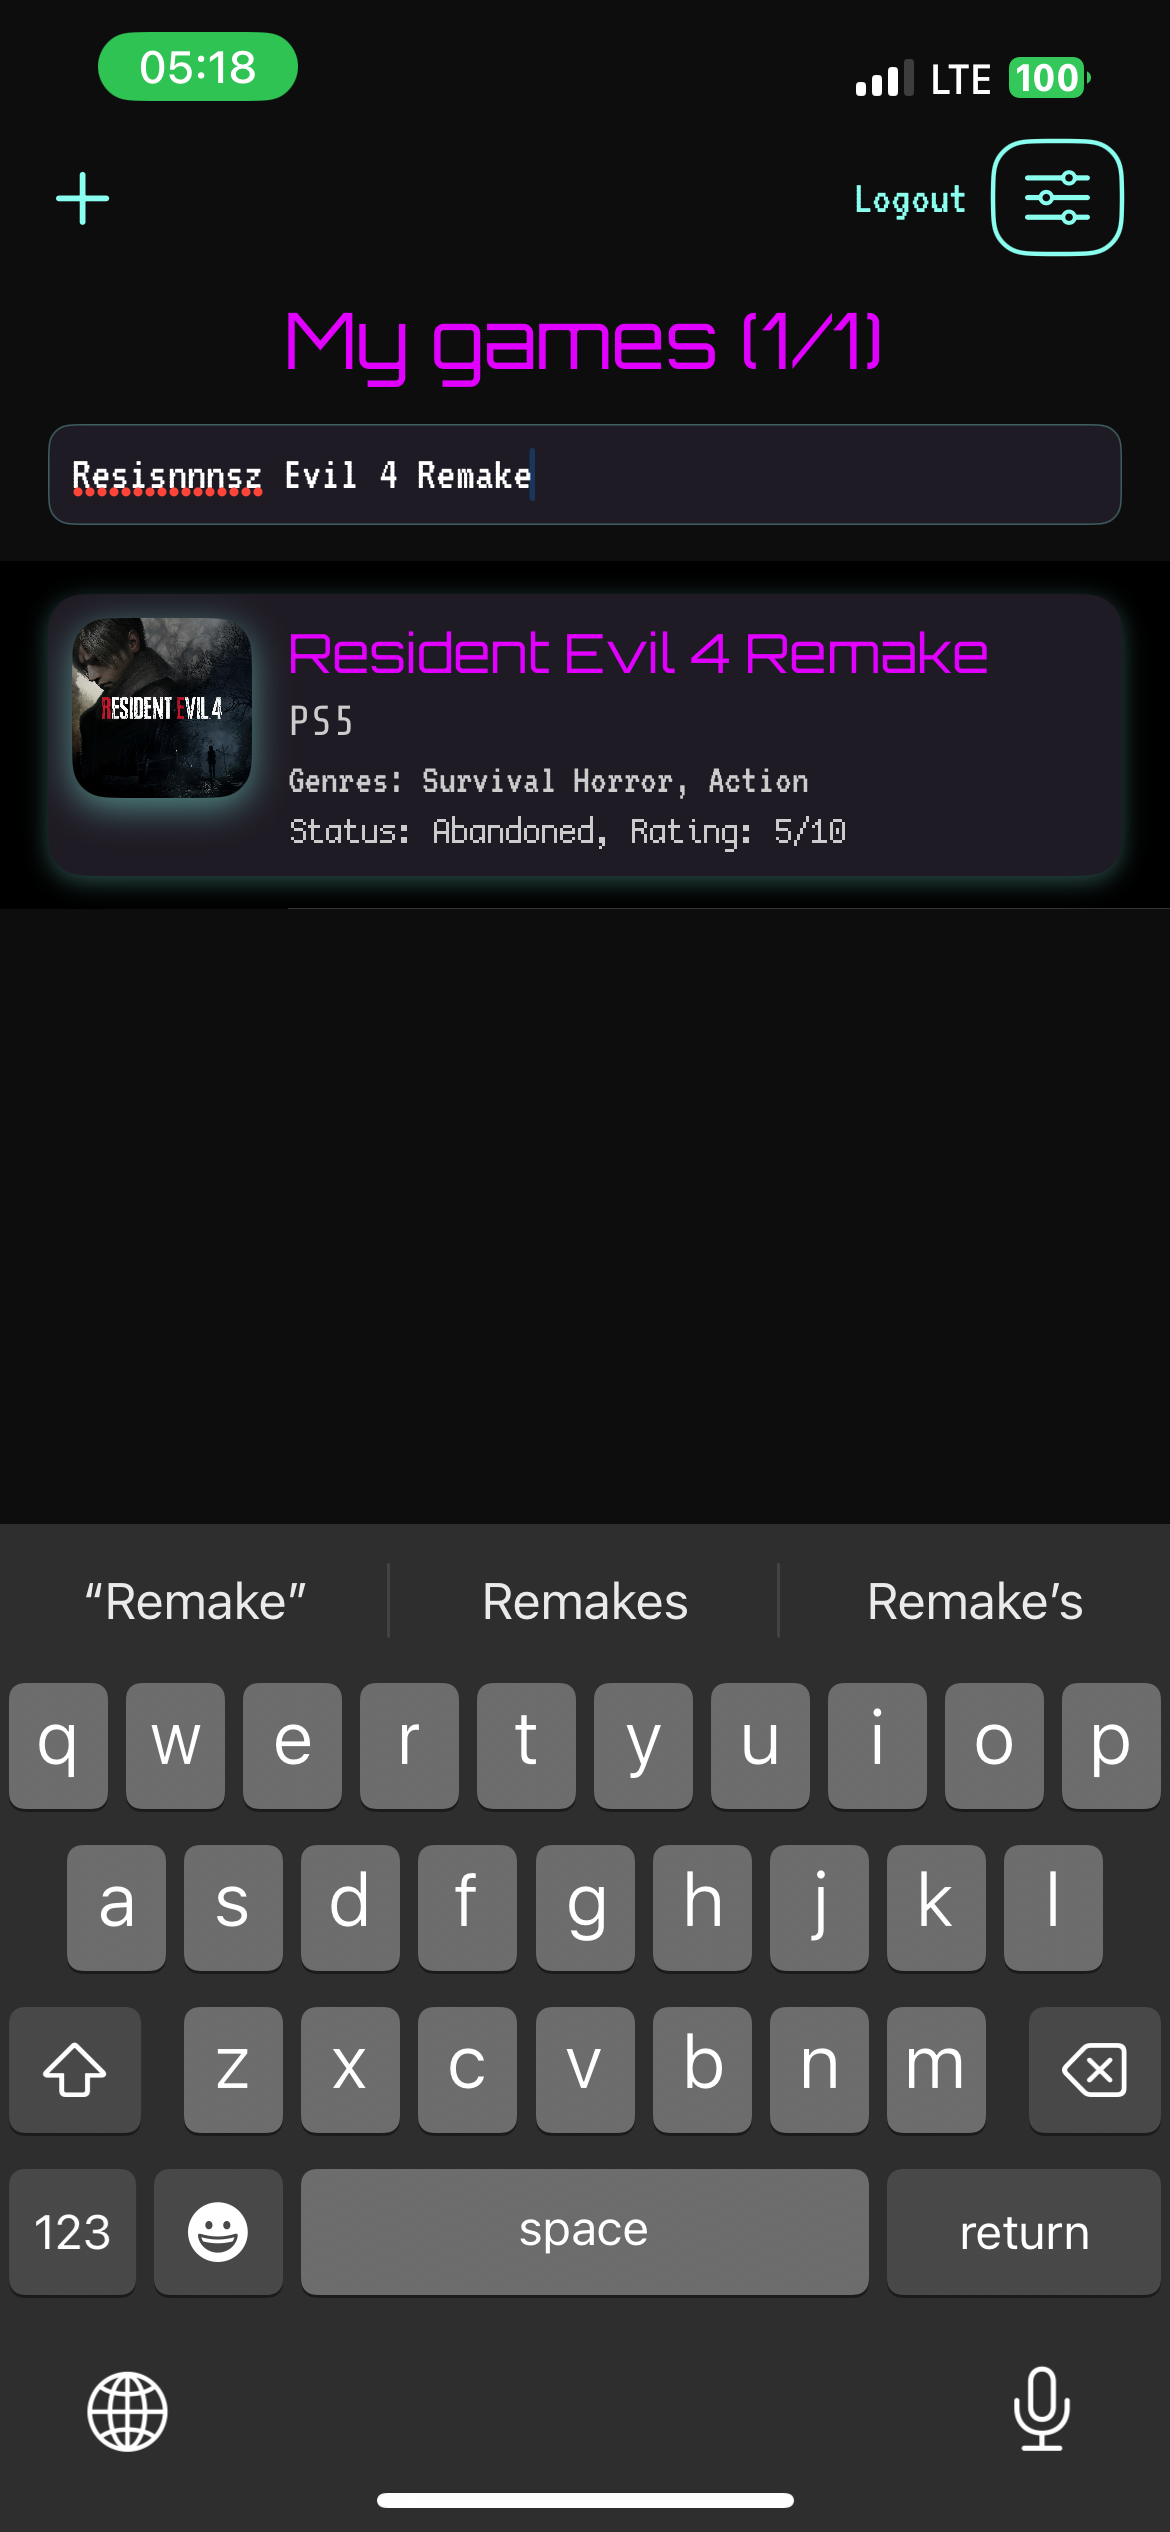 05:18
LTE 100
Logout
My games (1/1)
Resisnnnsz Evil 4 Remake
RESIDENT EVIL 4
Resident Evil 4 Remake
PS5
Genres: Survival Horror, Action
Status: Abandoned, Rating: 5/10
“Remake” Remakes Remake’s
q w e r t y u i o p
a s d f g h j k l
z x c v b n m
123 space return